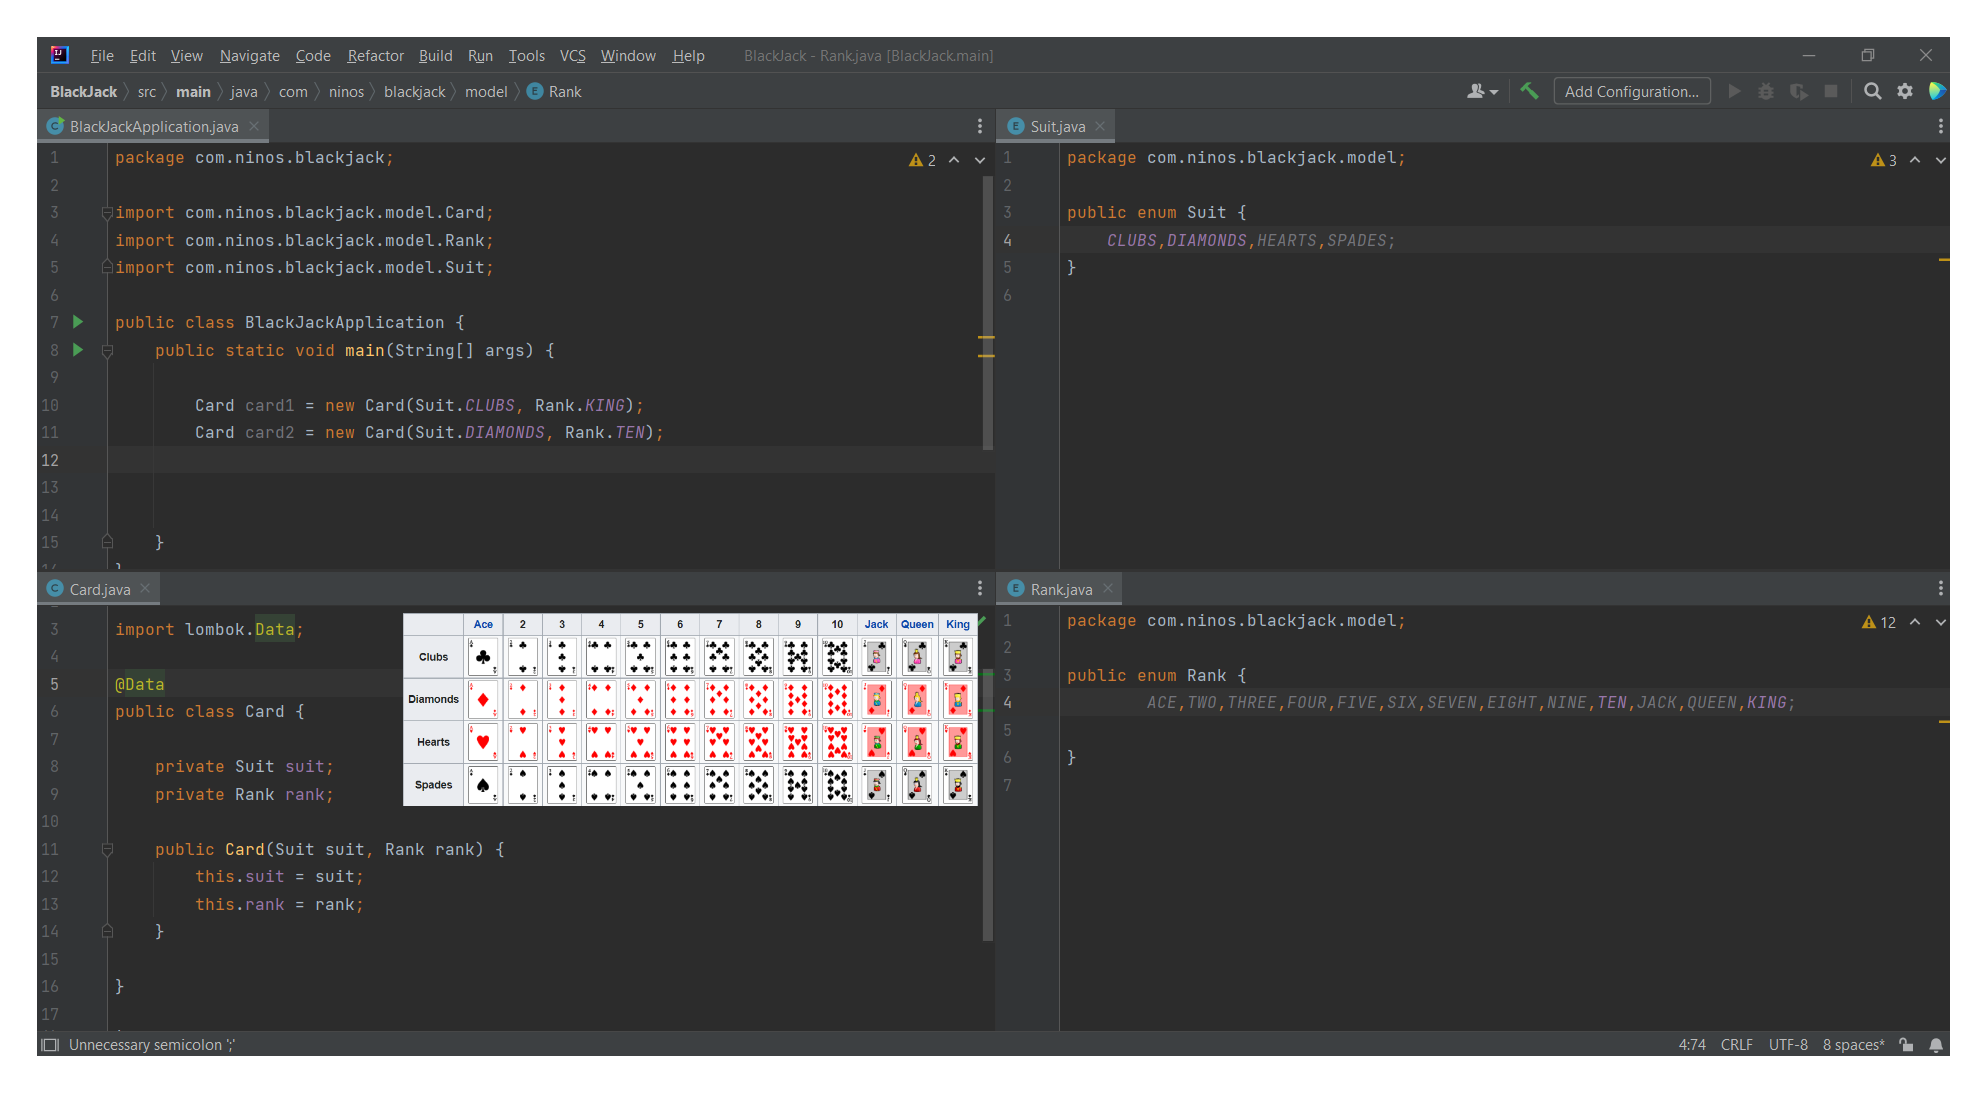 File Edit View Navigate Code Refactor Build Run Tools VCS Window Help BlackJack - Rank.java [BlackJack.main]
BlackJack src main java com ninos blackjack model Rank
Add Configuration...
BlackJackApplication.java
2
1 package com.ninos.blackjack;
2
3 import com.ninos.blackjack.model.Card;
4 import com.ninos.blackjack.model.Rank;
5 import com.ninos.blackjack.model.Suit;
6
7 public class BlackJackApplication {
8 public static void main(String[] args) {
9
10 Card card1 = new Card(Suit.CLUBS, Rank.KING);
11 Card card2 = new Card(Suit.DIAMONDS, Rank.TEN);
12
13
14
15 }
Suit.java
3
1 package com.ninos.blackjack.model;
2
3 public enum Suit {
4 CLUBS,DIAMONDS,HEARTS,SPADES;
5 }
6
Card.java
3 import lombok.Data;
4
5 @Data
6 public class Card {
7
8 private Suit suit;
9 private Rank rank;
10
11 public Card(Suit suit, Rank rank) {
12 this.suit = suit;
13 this.rank = rank;
14 }
15
16 }
17
Ace 2 3 4 5 6 7 8 9 10 Jack Queen King
Clubs
Diamonds
Hearts
Spades
Rank.java
12
1 package com.ninos.blackjack.model;
2
3 public enum Rank {
4 ACE,TWO,THREE,FOUR,FIVE,SIX,SEVEN,EIGHT,NINE,TEN,JACK,QUEEN,KING;
5
6 }
7
Unnecessary semicolon ';'
4:74 CRLF UTF-8 8 spaces*